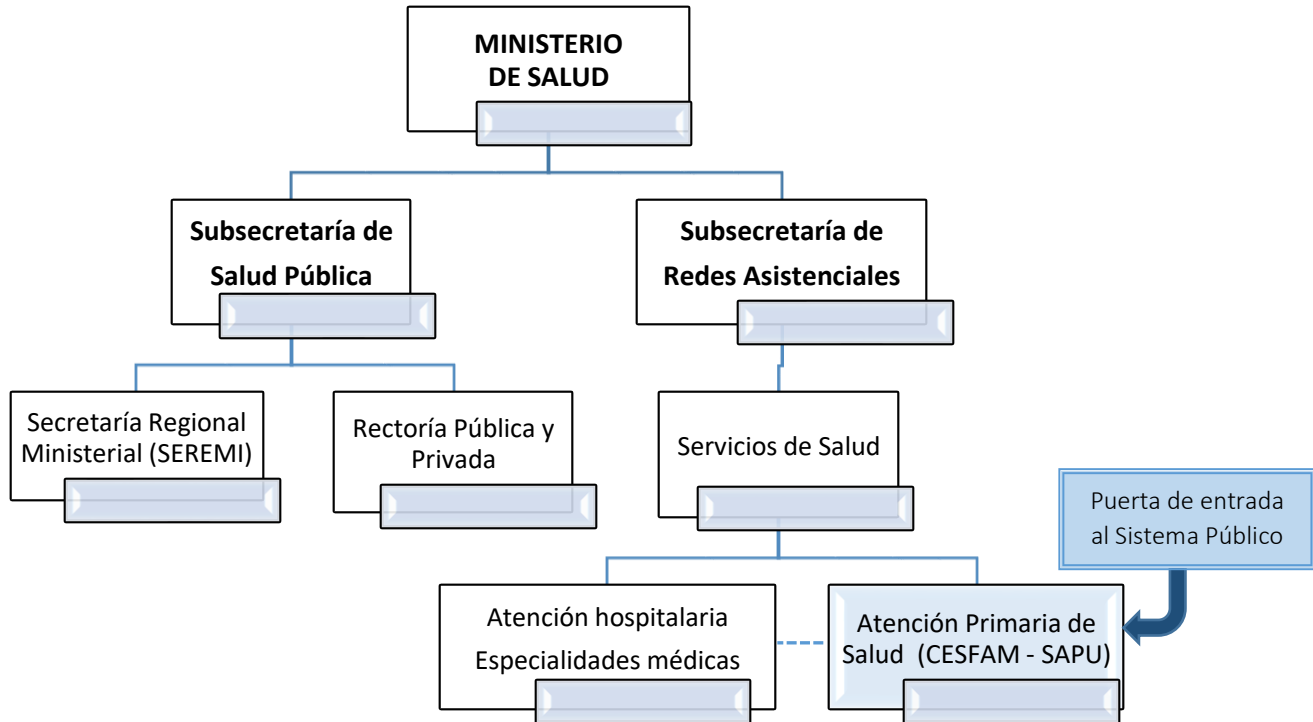 MINISTERIO
DE SALUD
Subsecretaría de
Salud Pública
Subsecretaría de
Redes Asistenciales
Secretaría Regional
Ministerial (SEREMI)
Rectoría Pública y
Privada
Servicios de Salud
Puerta de entrada
al Sistema Público
Atención hospitalaria
Especialidades médicas
Atención Primaria de
Salud (CESFAM - SAPU)